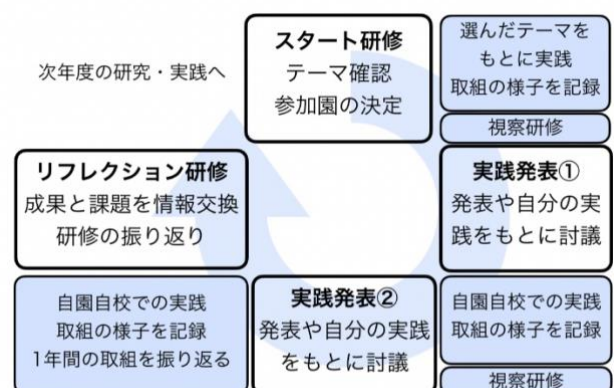 スタート研修
テーマ確認
参加園の決定
選んだテーマを
もとに実践
取組の様子を記録
視察研修
実践発表①
発表や自分の実
践をもとに討議
自園自校での実践
取組の様子を記録
視察研修
実践発表②
発表や自分の実践
をもとに討議
自園自校での実践
取組の様子を記録
1年間の取組を振り返る
リフレクション研修
成果と課題を情報交換
研修の振り返り
次年度の研究・実践へ